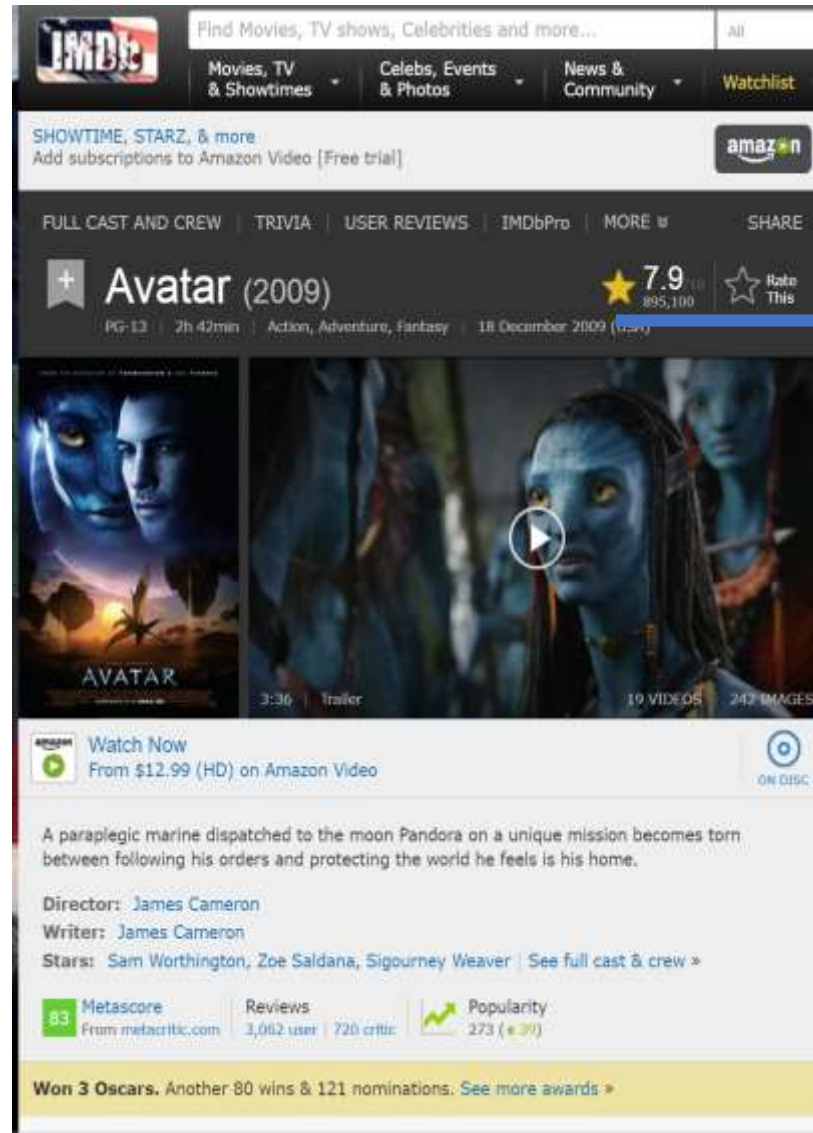 IMDb
Find Movies, TV shows, Celebrities and more...
All
Movies, TV
& Showtimes
Celebs, Events
& Photos
News &
Community
Watchlist
SHOWTIME, STARZ, & more
Add subscriptions to Amazon Video [Free trial]
amazon
FULL CAST AND CREW | TRIVIA | USER REVIEWS | IMDbPro | MORE
SHARE
Avatar (2009)
7.9/10
895,100
Rate
This
PG-13 | 2h 42min | Action, Adventure, Fantasy | 18 December 2009 (USA)
AVATAR
3:36 | Trailer
19 VIDEOS
242 IMAGES
amazon
Watch Now
From $12.99 (HD) on Amazon Video
ON DISC
A paraplegic marine dispatched to the moon Pandora on a unique mission becomes torn
between following his orders and protecting the world he feels is his home.
Director: James Cameron
Writer: James Cameron
Stars: Sam Worthington, Zoe Saldana, Sigourney Weaver | See full cast & crew »
83
Metascore
From metacritic.com
Reviews
3,062 user | 720 critic
Popularity
273 (39)
Won 3 Oscars. Another 80 wins & 121 nominations. See more awards »